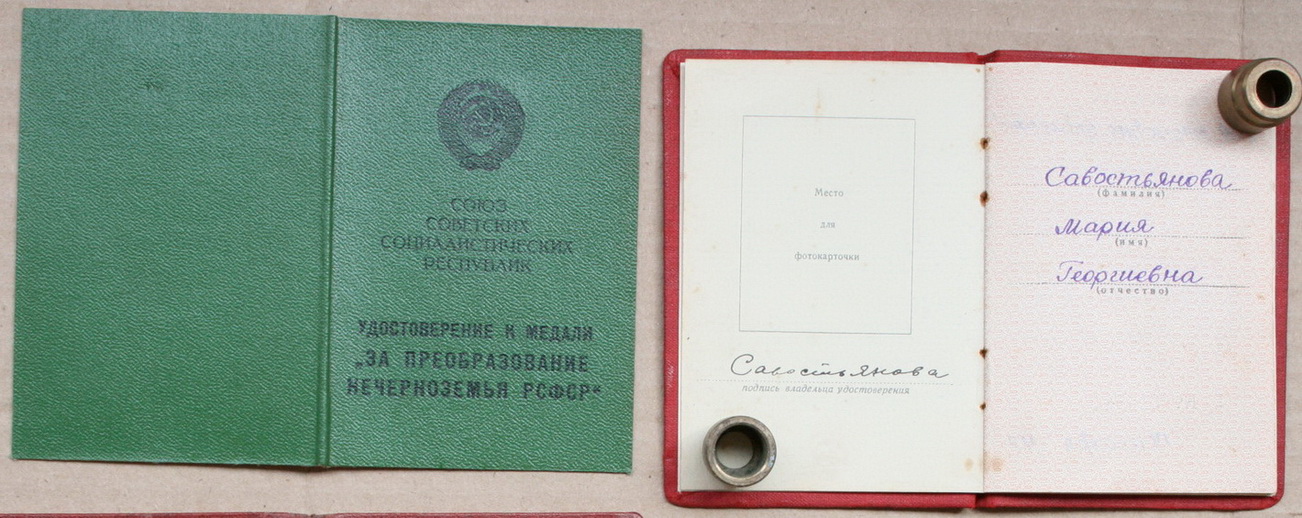 СОЮЗ
СОВЕТСКИХ
СОЦИАЛИСТИЧЕСКИХ
РЕСПУБЛИК
УДОСТОВЕРЕНИЕ К МЕДАЛИ
„ЗА ПРЕОБРАЗОВАНИЕ
НЕЧЕРНОЗЕМЬЯ РСФСР“
Место
для
фотокарточки
Савостьянова
подпись владельца удостоверения
Савостьянова
(фамилия)
Мария
(имя)
Георгиевна
(отчество)